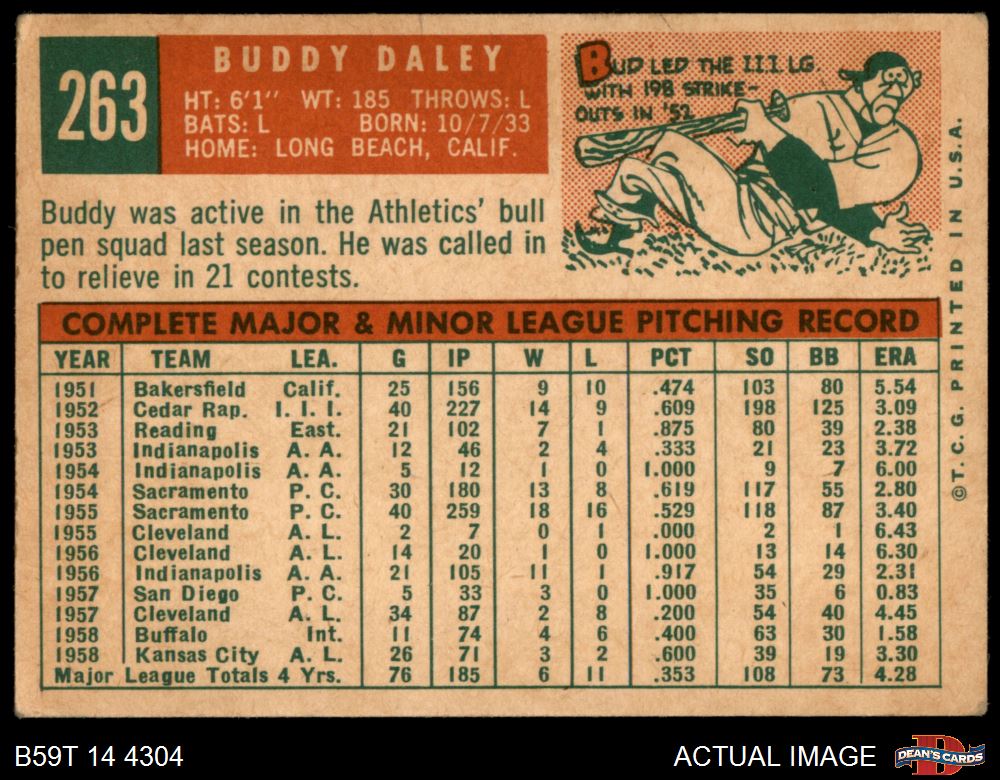 263
BUDDY DALEY
HT: 6'1" WT: 185 THROWS: L
BATS: L BORN: 10/7/33
HOME: LONG BEACH, CALIF.
BUD LED THE III LG.
WITH 198 STRIKE-
OUTS IN '52.
Buddy was active in the Athletics' bull
pen squad last season. He was called in
to relieve in 21 contests.
COMPLETE MAJOR & MINOR LEAGUE PITCHING RECORD
YEAR TEAM LEA. G IP W L PCT SO BB ERA
1951 Bakersfield Calif. 25 156 9 10 .474 103 80 5.54
1952 Cedar Rap. I. I. I. 40 227 14 9 .609 198 125 3.09
1953 Reading East. 21 102 7 1 .875 80 39 2.38
1953 Indianapolis A. A. 12 46 2 4 .333 21 23 3.72
1954 Indianapolis A. A. 5 12 1 0 1.000 9 7 6.00
1954 Sacramento P. C. 30 180 13 8 .619 117 55 2.80
1955 Sacramento P. C. 40 259 18 16 .529 118 87 3.40
1955 Cleveland A. L. 2 7 0 1 .000 2 1 6.43
1956 Cleveland A. L. 14 20 1 0 1.000 13 14 6.30
1956 Indianapolis A. A. 21 105 11 1 .917 54 29 2.31
1957 San Diego P. C. 5 33 3 0 1.000 35 6 0.83
1957 Cleveland A. L. 34 87 2 8 .200 54 40 4.45
1958 Buffalo Int. 11 74 4 6 .400 63 30 1.58
1958 Kansas City A. L. 26 71 3 2 .600 39 19 3.30
Major League Totals 4 Yrs. 76 185 6 11 .353 108 73 4.28
© T. C. G. PRINTED IN U.S.A.
B59T 14 4304
ACTUAL IMAGE
D
DEAN'S CARDS